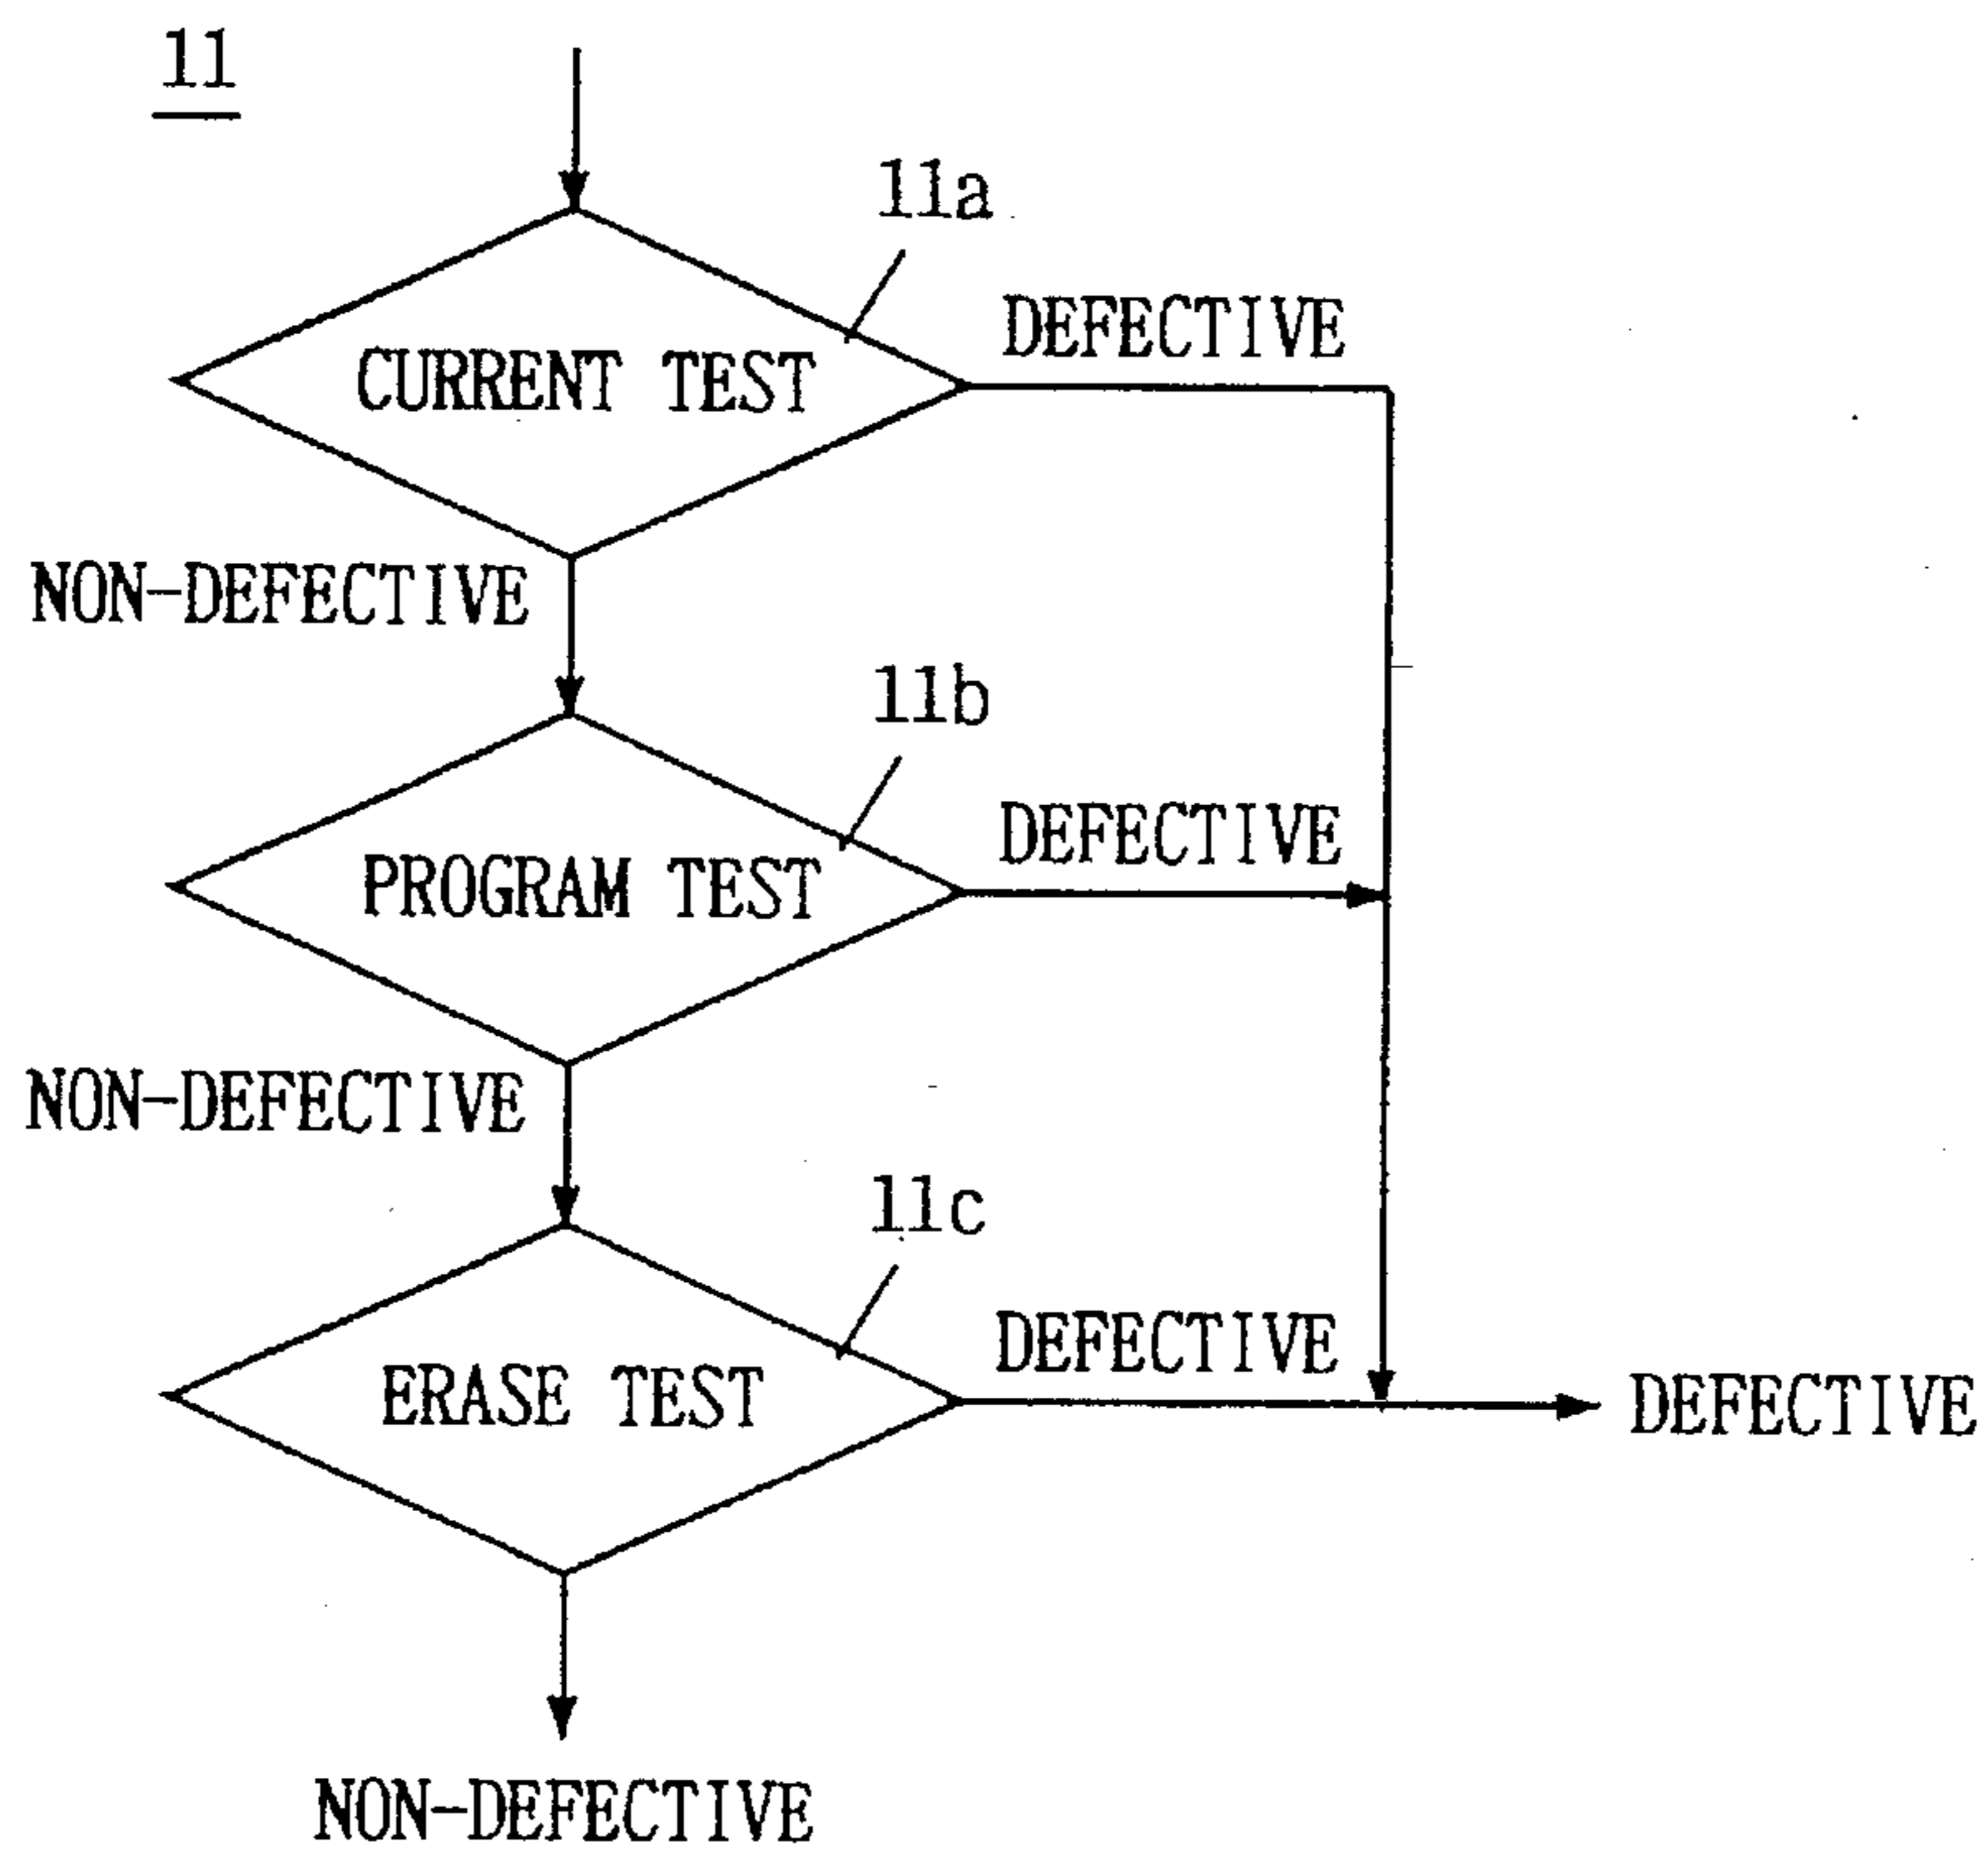 11
11a
DEFECTIVE
CURRENT TEST
NON-DEFECTIVE
11b
DEFECTIVE
PROGRAM TEST
NON-DEFECTIVE
11c
DEFECTIVE
ERASE TEST
DEFECTIVE
NON-DEFECTIVE